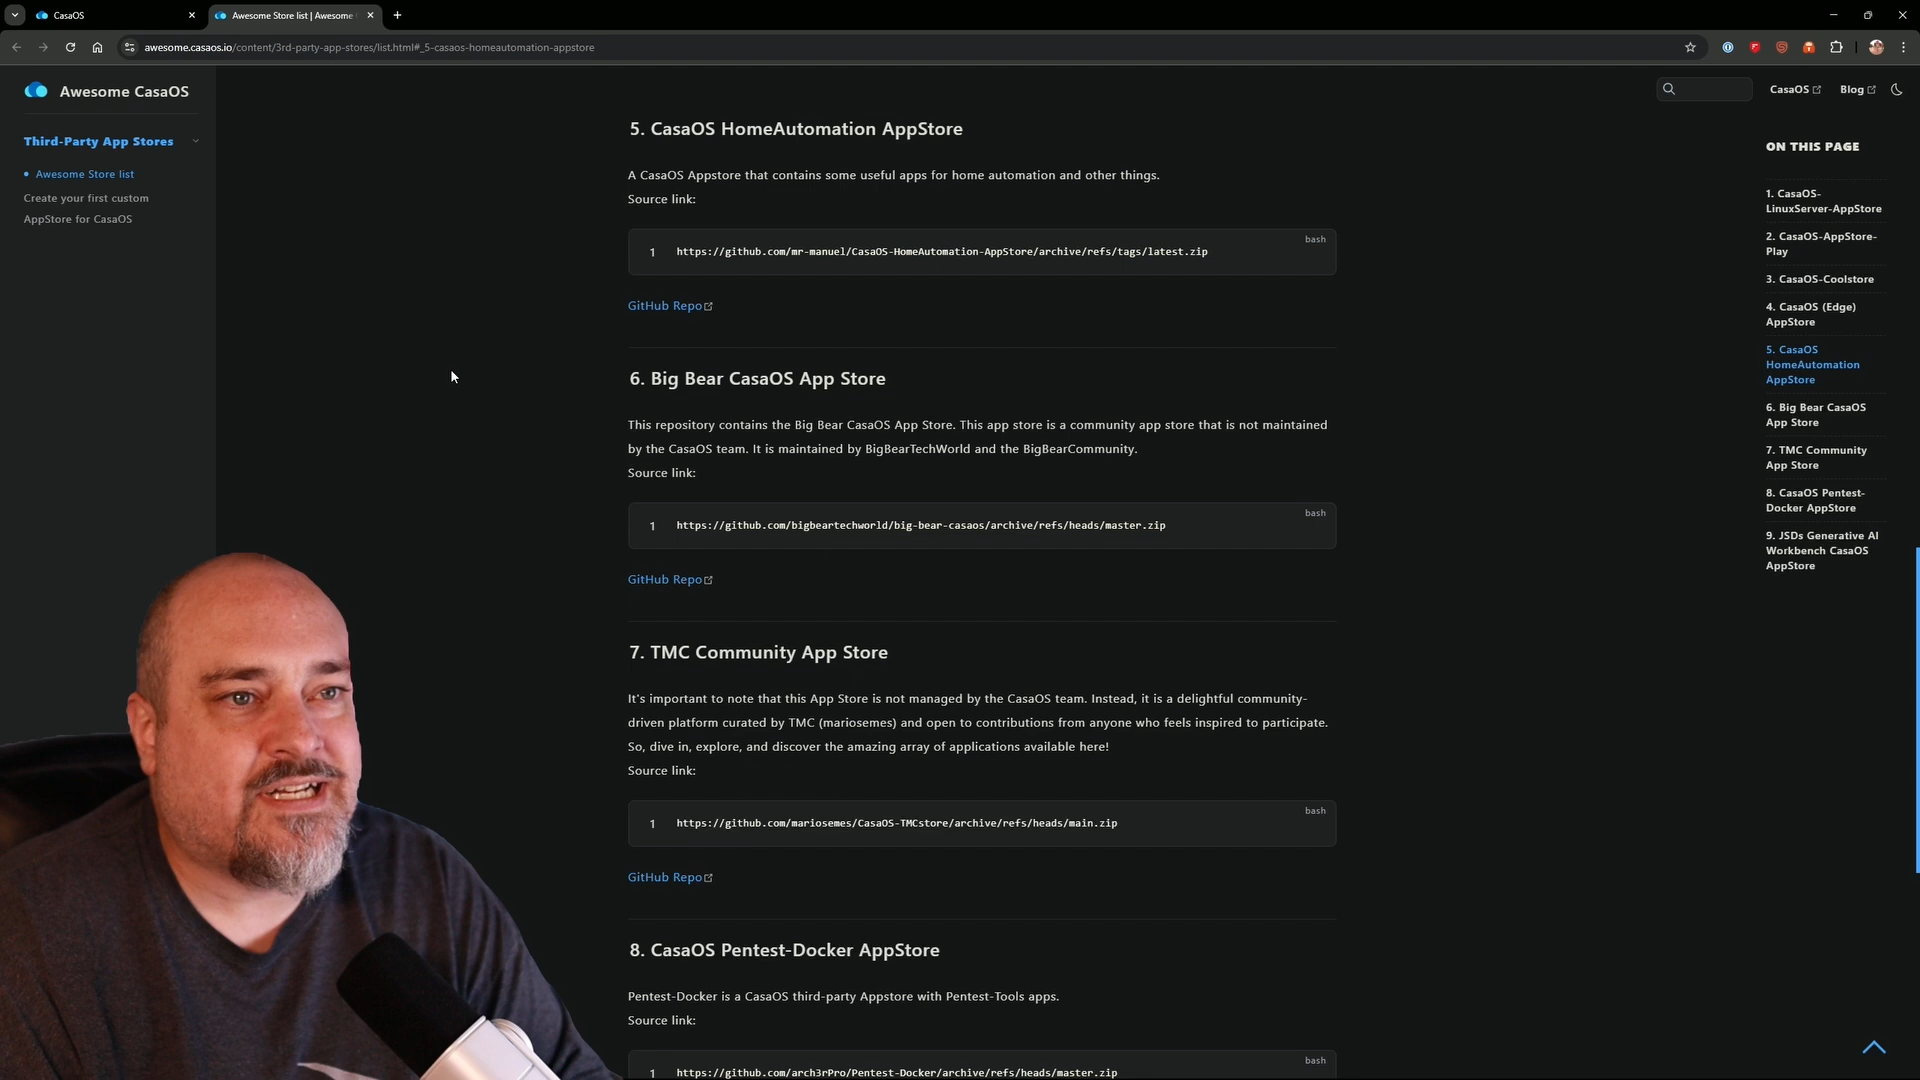 CasaOS
Awesome Store list | Awesome
awesome.casaos.io/content/3rd-party-app-stores/list.html#_5-casaos-homeautomation-appstore
Awesome CasaOS
CasaOS
Blog
Third-Party App Stores
Awesome Store list
Create your first custom
AppStore for CasaOS
5. CasaOS HomeAutomation AppStore
A CasaOS Appstore that contains some useful apps for home automation and other things.
Source link:
bash
1 https://github.com/mr-manuel/CasaOS-HomeAutomation-AppStore/archive/refs/tags/latest.zip
GitHub Repo
6. Big Bear CasaOS App Store
This repository contains the Big Bear CasaOS App Store. This app store is a community app store that is not maintained
by the CasaOS team. It is maintained by BigBearTechWorld and the BigBearCommunity.
Source link:
bash
1 https://github.com/bigbeartechworld/big-bear-casaos/archive/refs/heads/master.zip
GitHub Repo
7. TMC Community App Store
It's important to note that this App Store is not managed by the CasaOS team. Instead, it is a delightful community-
driven platform curated by TMC (mariosemes) and open to contributions from anyone who feels inspired to participate.
So, dive in, explore, and discover the amazing array of applications available here!
Source link:
bash
1 https://github.com/mariosemes/CasaOS-TMCstore/archive/refs/heads/main.zip
GitHub Repo
8. CasaOS Pentest-Docker AppStore
Pentest-Docker is a CasaOS third-party Appstore with Pentest-Tools apps.
Source link:
bash
1 https://github.com/arch3rPro/Pentest-Docker/archive/refs/heads/master.zip
ON THIS PAGE
1. CasaOS-
LinuxServer-AppStore
2. CasaOS-AppStore-
Play
3. CasaOS-Coolstore
4. CasaOS (Edge)
AppStore
5. CasaOS
HomeAutomation
AppStore
6. Big Bear CasaOS
App Store
7. TMC Community
App Store
8. CasaOS Pentest-
Docker AppStore
9. JSDs Generative AI
Workbench CasaOS
AppStore